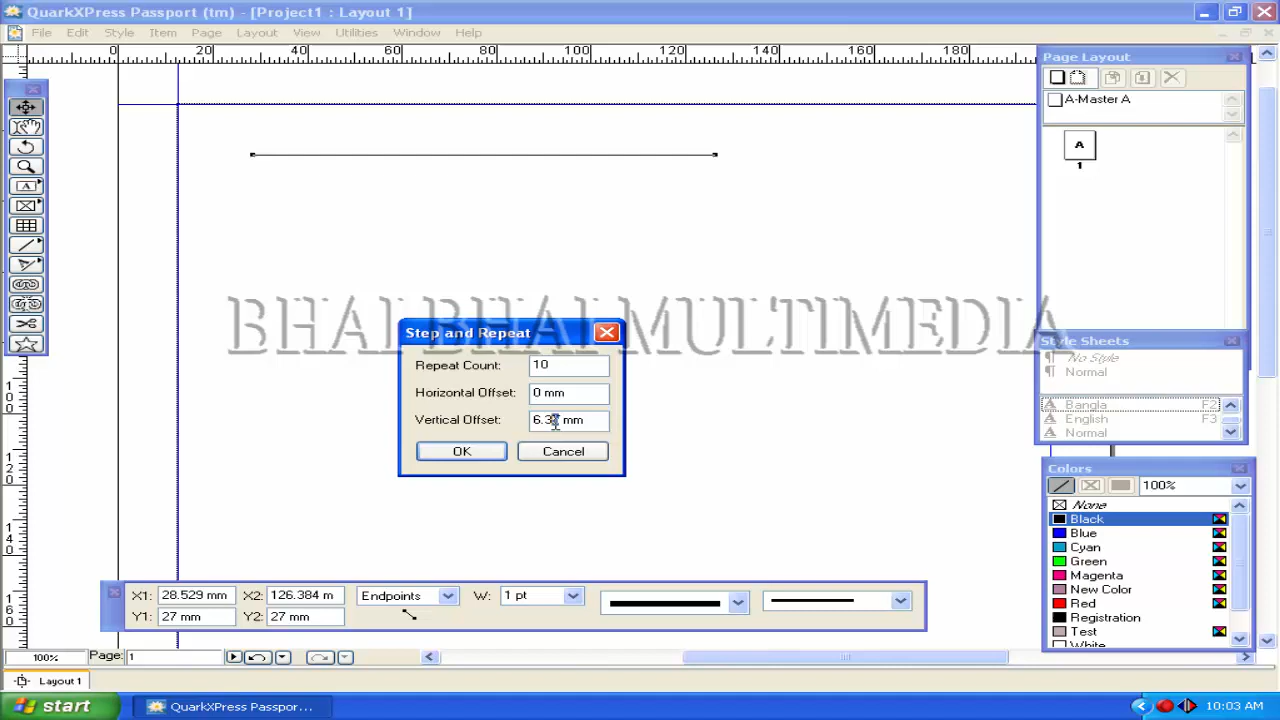 QuarkXPress Passport (tm) - [Project1 : Layout 1]
File Edit Style Item Page Layout View Utilities Window Help
0 20 40 60 80 100 120 140 160 180
Page Layout
A-Master A
A
1
BHAI BHAI MULTIMEDIA
Step and Repeat
Repeat Count: 10
Horizontal Offset: 0 mm
Vertical Offset: mm
OK Cancel
Style Sheets
No Style
Normal
Bangla F2
English F3
Normal
100
120
140
160
Colors
100%
None
Black
Blue
Cyan
Green
Magenta
New Color
Red
Registration
Test
White
X1: 28.529 mm X2: 126.384 m Endpoints W: 1 pt
Y1: 27 mm Y2: 27 mm
100% Page: 1
Layout 1
start QuarkXPress Passpor... 10:03 AM